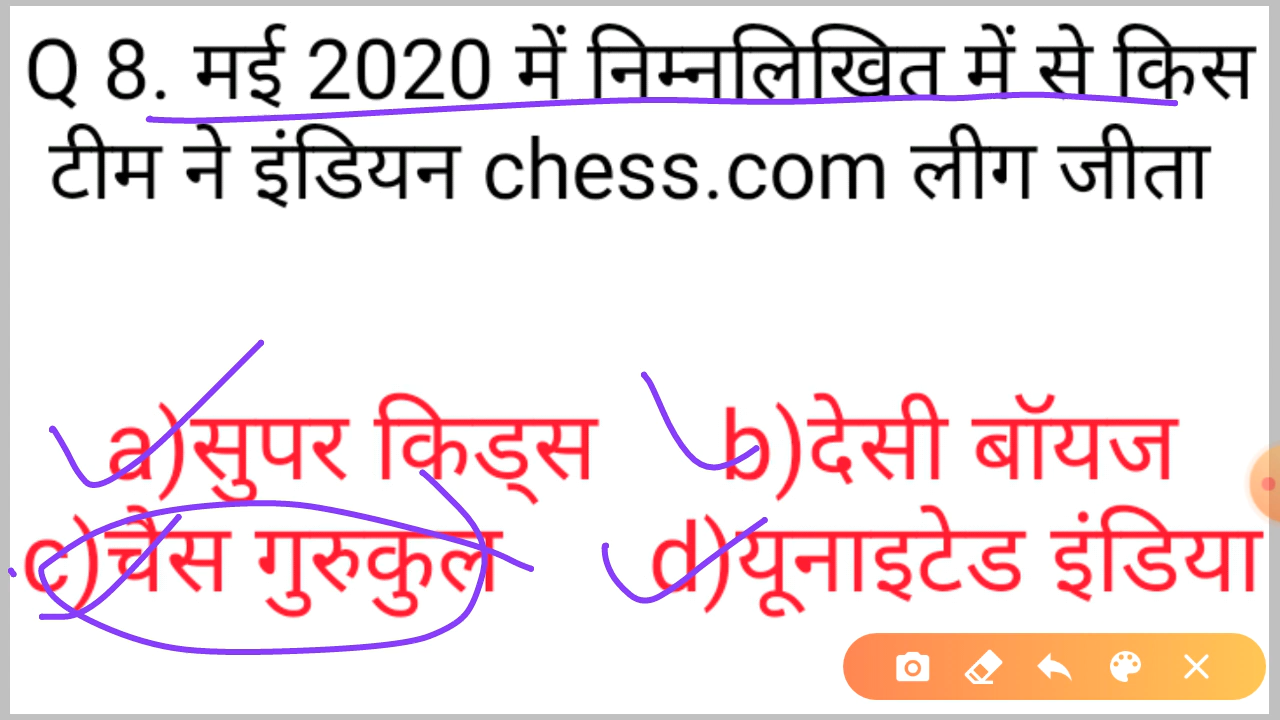 Q 8. मई 2020 में निम्नलिखित में से किस
टीम ने इंडियन chess.com लीग जीता
a)सुपर किड्स b)देसी बॉयज
c)चैस गुरुकुल d)यूनाइटेड इंडिया